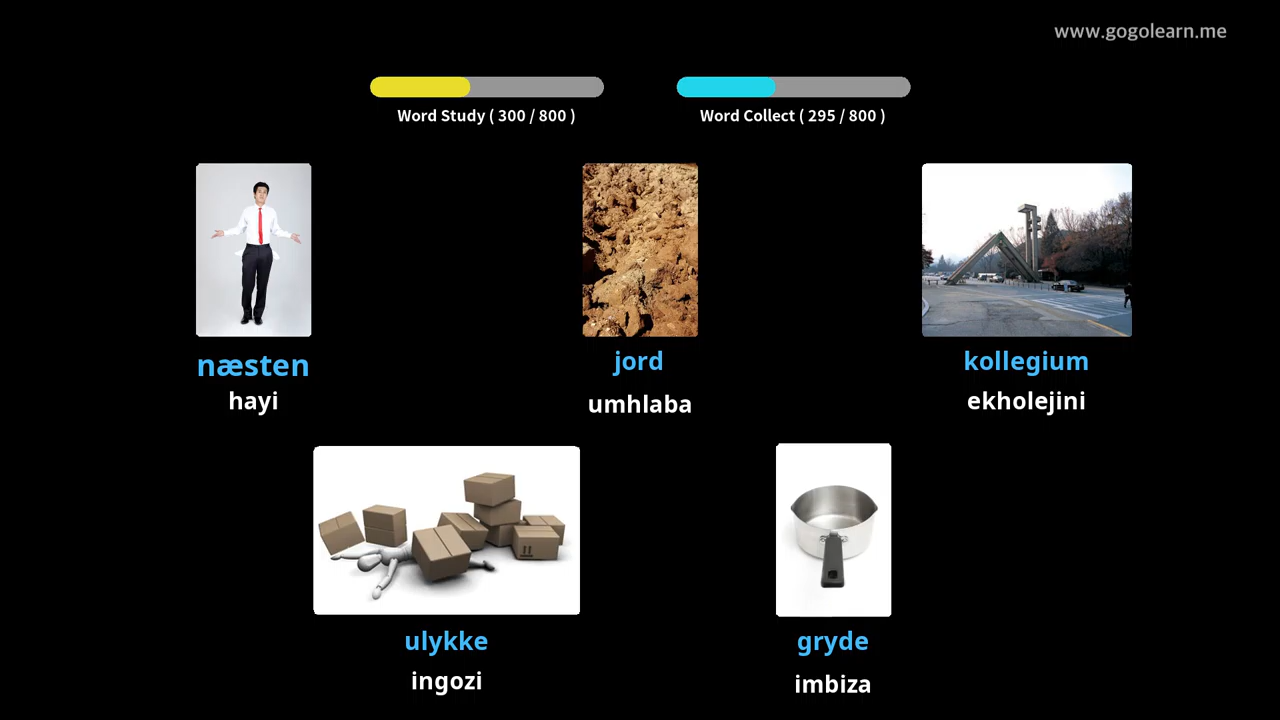 www.gogolearn.me
Word Study ( 300 / 800 )
Word Collect ( 295 / 800 )
næsten
hayi
jord
umhlaba
kollegium
ekholejini
ulykke
ingozi
gryde
imbiza